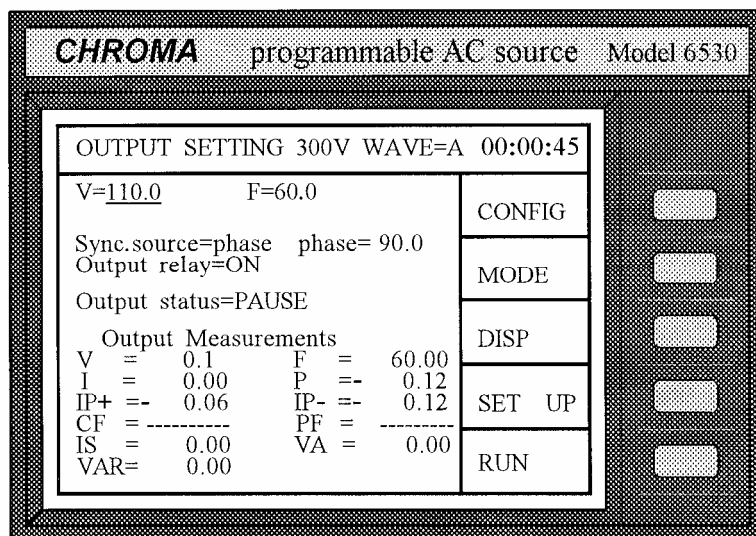 CHROMA programmable AC source Model 6530
OUTPUT SETTING 300V WAVE=A 00:00:45
V=110.0 F=60.0
CONFIG
Sync.source=phase phase= 90.0
Output relay=ON
MODE
Output status=PAUSE
Output Measurements
DISP
V = 0.1 F = 60.00
I = 0.00 P =- 0.12
IP+ =- 0.06 IP- =- 0.12
SET UP
CF = ---------- PF = ---------
IS = 0.00 VA = 0.00
VAR= 0.00
RUN